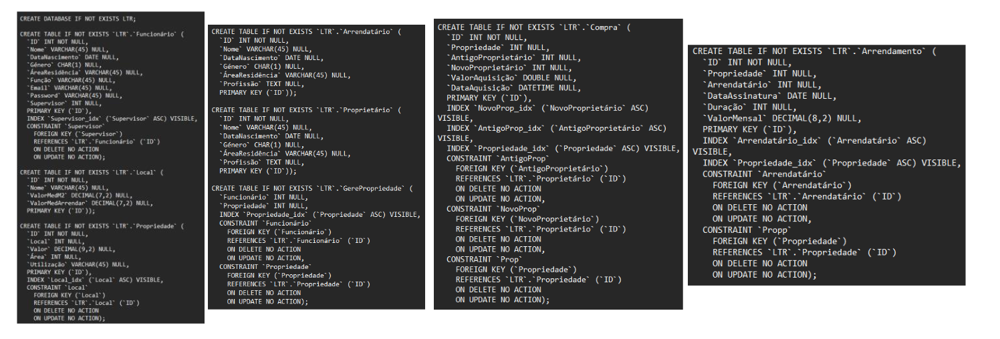 CREATE DATABASE IF NOT EXISTS LTR;
CREATE TABLE IF NOT EXISTS `LTR`.`Funcionário` (
`ID` INT NOT NULL,
`Nome` VARCHAR(45) NULL,
`DataNascimento` DATE NULL,
`Género` CHAR(1) NULL,
`ÁreaResidência` VARCHAR(45) NULL,
`Função` VARCHAR(45) NULL,
`Email` VARCHAR(45) NULL,
`Password` VARCHAR(45) NULL,
`Supervisor` INT NULL,
PRIMARY KEY (`ID`),
INDEX `Supervisor_idx` (`Supervisor` ASC) VISIBLE,
CONSTRAINT `Supervisor`
FOREIGN KEY (`Supervisor`)
REFERENCES `LTR`.`Funcionário` (`ID`)
ON DELETE NO ACTION
ON UPDATE NO ACTION);
CREATE TABLE IF NOT EXISTS `LTR`.`Local` (
`ID` INT NOT NULL,
`Nome` VARCHAR(45) NULL,
`ValorMedM2` DECIMAL(7,2) NULL,
`ValorMedArrendar` DECIMAL(7,2) NULL,
PRIMARY KEY (`ID`));
CREATE TABLE IF NOT EXISTS `LTR`.`Propriedade` (
`ID` INT NOT NULL,
`Local` INT NULL,
`Valor` DECIMAL(9,2) NULL,
`Área` INT NULL,
`Utilização` VARCHAR(45) NULL,
PRIMARY KEY (`ID`),
INDEX `Local_idx` (`Local` ASC) VISIBLE,
CONSTRAINT `Local`
FOREIGN KEY (`Local`)
REFERENCES `LTR`.`Local` (`ID`)
ON DELETE NO ACTION
ON UPDATE NO ACTION);
CREATE TABLE IF NOT EXISTS `LTR`.`Arrendatário` (
`ID` INT NOT NULL,
`Nome` VARCHAR(45) NULL,
`DataNascimento` DATE NULL,
`Género` CHAR(1) NULL,
`ÁreaResidência` VARCHAR(45) NULL,
`Profissão` TEXT NULL,
PRIMARY KEY (`ID`));
CREATE TABLE IF NOT EXISTS `LTR`.`Proprietário` (
`ID` INT NOT NULL,
`Nome` VARCHAR(45) NULL,
`DataNascimento` DATE NULL,
`Género` CHAR(1) NULL,
`ÁreaResidência` VARCHAR(45) NULL,
`Profissão` TEXT NULL,
PRIMARY KEY (`ID`));
CREATE TABLE IF NOT EXISTS `LTR`.`GerePropriedade` (
`Funcionário` INT NULL,
`Propriedade` INT NULL,
INDEX `Propriedade_idx` (`Propriedade` ASC) VISIBLE,
CONSTRAINT `Funcionário`
FOREIGN KEY (`Funcionário`)
REFERENCES `LTR`.`Funcionário` (`ID`)
ON DELETE NO ACTION
ON UPDATE NO ACTION,
CONSTRAINT `Propriedade`
FOREIGN KEY (`Propriedade`)
REFERENCES `LTR`.`Propriedade` (`ID`)
ON DELETE NO ACTION
ON UPDATE NO ACTION);
CREATE TABLE IF NOT EXISTS `LTR`.`Compra` (
`ID` INT NOT NULL,
`Propriedade` INT NULL,
`AntigoProprietário` INT NULL,
`NovoProprietário` INT NULL,
`ValorAquisição` DOUBLE NULL,
`DataAquisição` DATETIME NULL,
PRIMARY KEY (`ID`),
INDEX `NovoProp_idx` (`NovoProprietário` ASC)
VISIBLE,
INDEX `AntigoProp_idx` (`AntigoProprietário` ASC)
VISIBLE,
INDEX `Propriedade_idx` (`Propriedade` ASC) VISIBLE,
CONSTRAINT `AntigoProp`
FOREIGN KEY (`AntigoProprietário`)
REFERENCES `LTR`.`Proprietário` (`ID`)
ON DELETE NO ACTION
ON UPDATE NO ACTION,
CONSTRAINT `NovoProp`
FOREIGN KEY (`NovoProprietário`)
REFERENCES `LTR`.`Proprietário` (`ID`)
ON DELETE NO ACTION
ON UPDATE NO ACTION,
CONSTRAINT `Prop`
FOREIGN KEY (`Propriedade`)
REFERENCES `LTR`.`Propriedade` (`ID`)
ON DELETE NO ACTION
ON UPDATE NO ACTION);
CREATE TABLE IF NOT EXISTS `LTR`.`Arrendamento` (
`ID` INT NOT NULL,
`Propriedade` INT NULL,
`Arrendatário` INT NULL,
`DataAssinatura` DATE NULL,
`Duração` INT NULL,
`ValorMensal` DECIMAL(8,2) NULL,
PRIMARY KEY (`ID`),
INDEX `Arrendatário_idx` (`Arrendatário` ASC)
VISIBLE,
INDEX `Propriedade_idx` (`Propriedade` ASC) VISIBLE,
CONSTRAINT `Arrendatário`
FOREIGN KEY (`Arrendatário`)
REFERENCES `LTR`.`Arrendatário` (`ID`)
ON DELETE NO ACTION
ON UPDATE NO ACTION,
CONSTRAINT `Propp`
FOREIGN KEY (`Propriedade`)
REFERENCES `LTR`.`Propriedade` (`ID`)
ON DELETE NO ACTION
ON UPDATE NO ACTION);